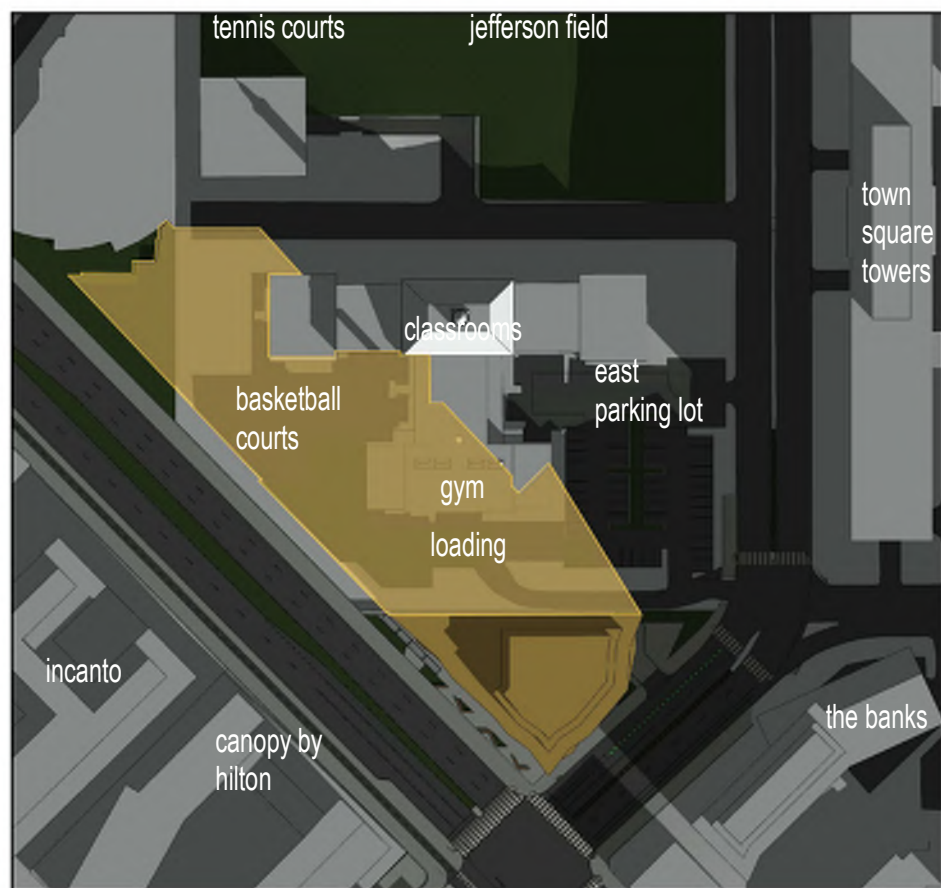 tennis courts
jefferson field
town
square
towers
classrooms
east
parking lot
basketball
courts
gym
loading
incanto
the banks
canopy by
hilton